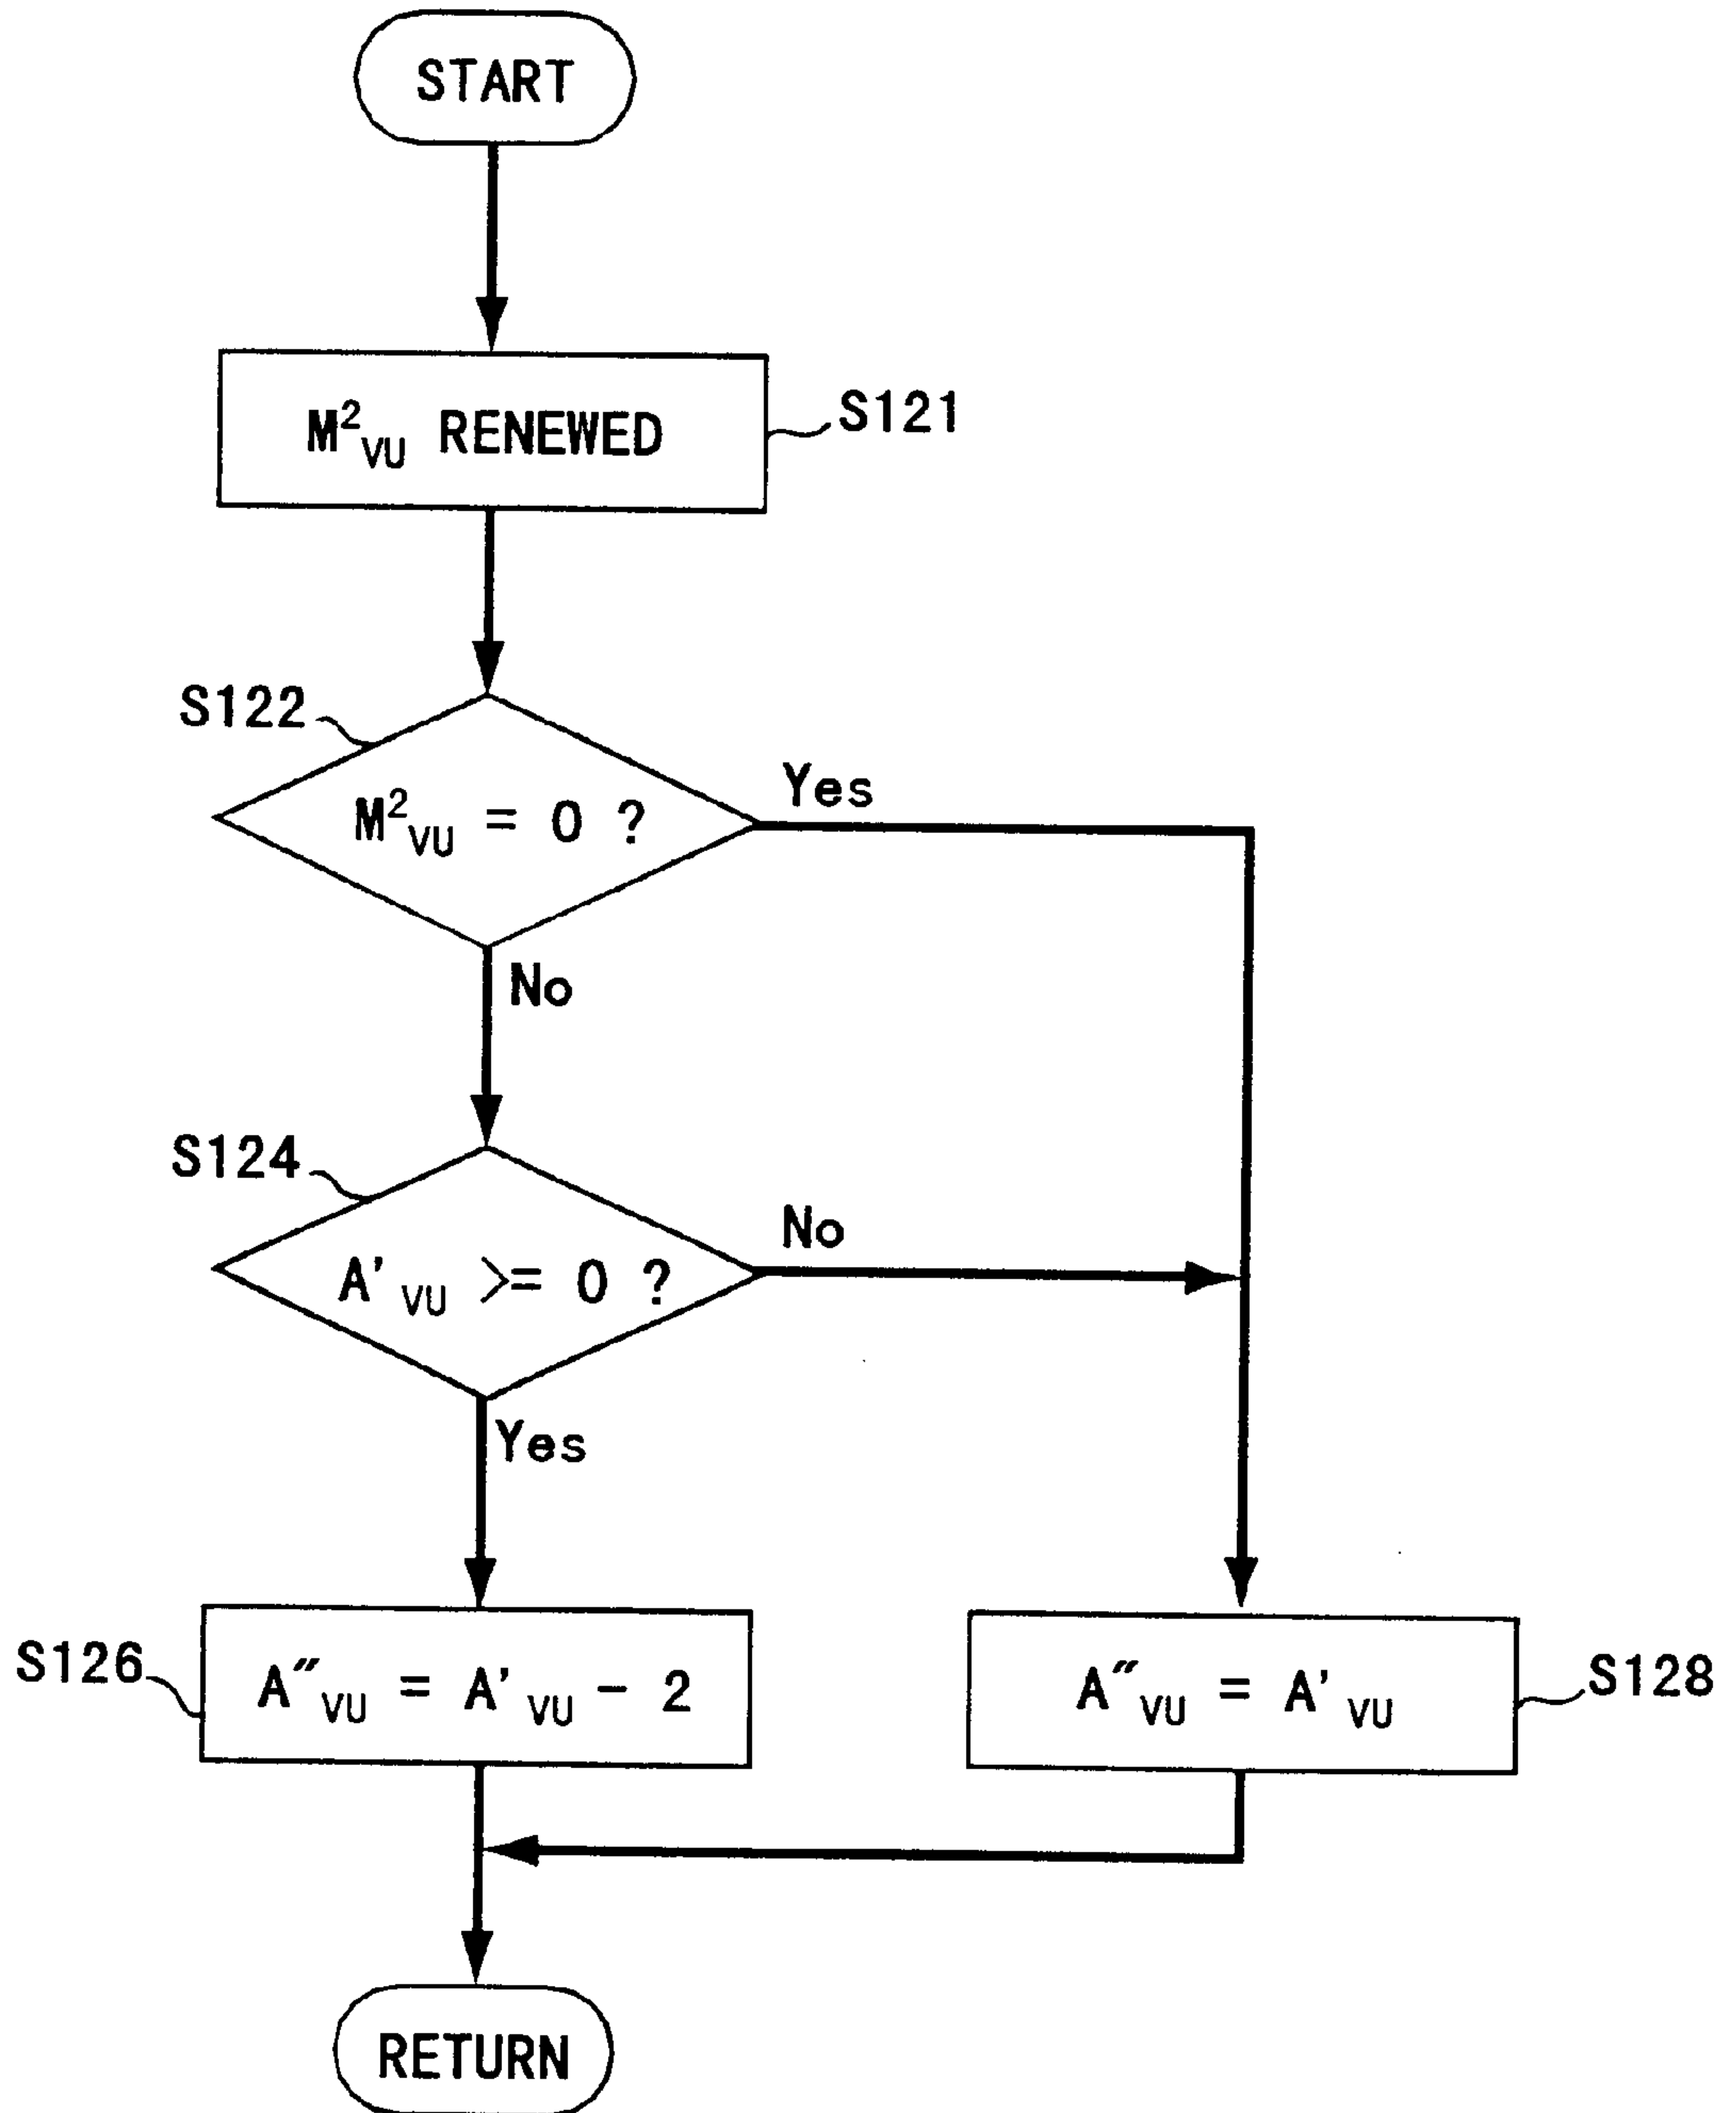 START
M²VU RENEWED
S121
S122
M²VU = 0 ?
Yes
No
S124
A'VU >= 0 ?
No
Yes
S126
A″VU = A'VU - 2
A″VU = A'VU
S128
RETURN